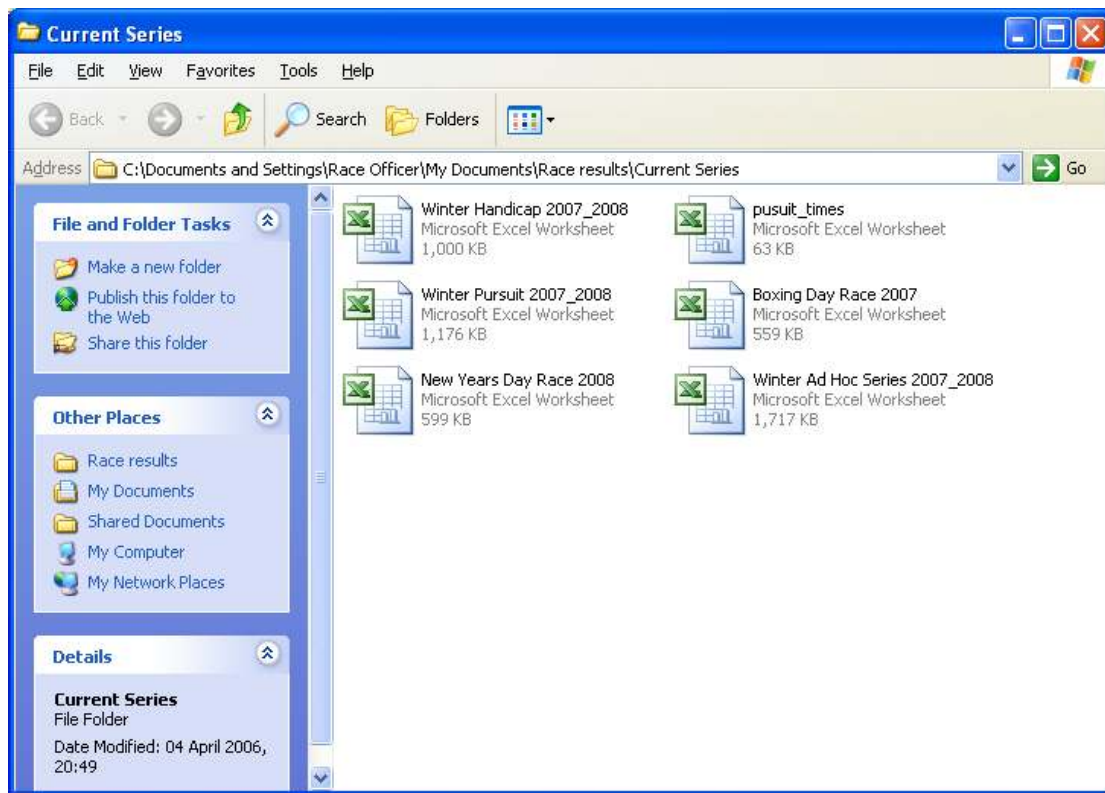 Current Series
File Edit View Favorites Tools Help
Back Search Folders
Address C:\Documents and Settings\Race Officer\My Documents\Race results\Current Series Go
File and Folder Tasks
Make a new folder
Publish this folder to
the Web
Share this folder
Other Places
Race results
My Documents
Shared Documents
My Computer
My Network Places
Details
Current Series
File Folder
Date Modified: 04 April 2006,
20:49
Winter Handicap 2007_2008
Microsoft Excel Worksheet
1,000 KB
pusuit_times
Microsoft Excel Worksheet
63 KB
Winter Pursuit 2007_2008
Microsoft Excel Worksheet
1,176 KB
Boxing Day Race 2007
Microsoft Excel Worksheet
559 KB
New Years Day Race 2008
Microsoft Excel Worksheet
599 KB
Winter Ad Hoc Series 2007_2008
Microsoft Excel Worksheet
1,717 KB